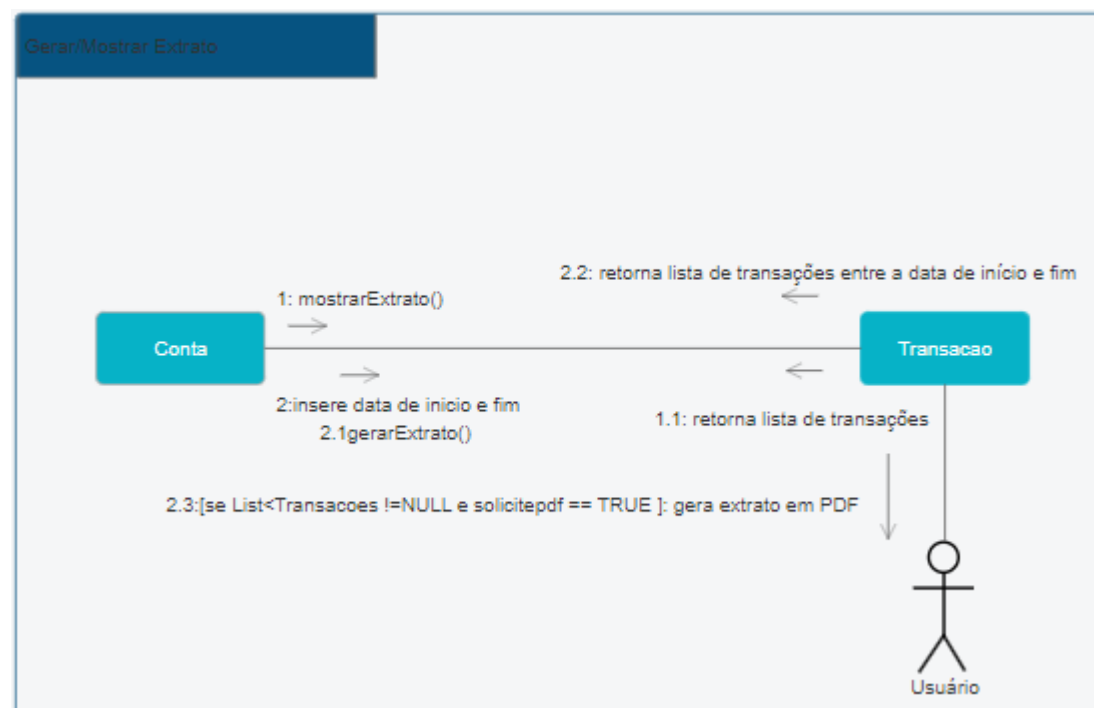 Gerar/Mostrar Extrato
2.2: retorna lista de transações entre a data de início e fim
1: mostrarExtrato()
Conta
Transacao
2:insere data de inicio e fim
2.1gerarExtrato()
1.1: retorna lista de transações
2.3:[se List<Transacoes !=NULL e solicitepdf == TRUE ]: gera extrato em PDF
Usuário